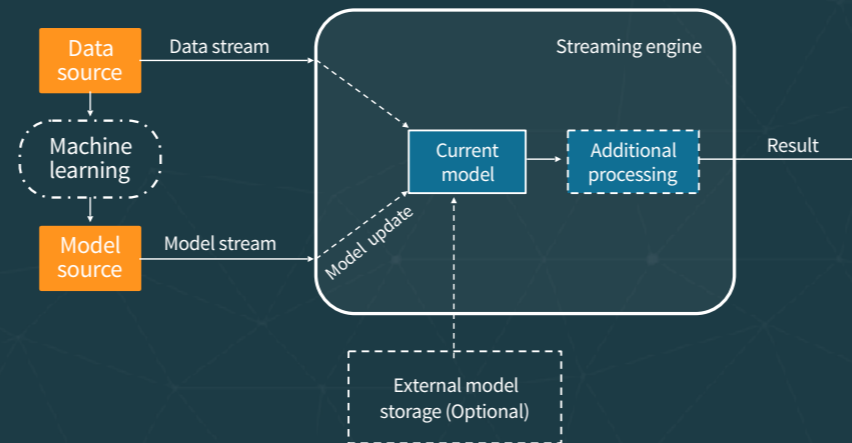 Data
source
Data stream
Streaming engine
Machine
learning
Current
model
Additional
processing
Result
Model
source
Model stream
Model update
External model
storage (Optional)